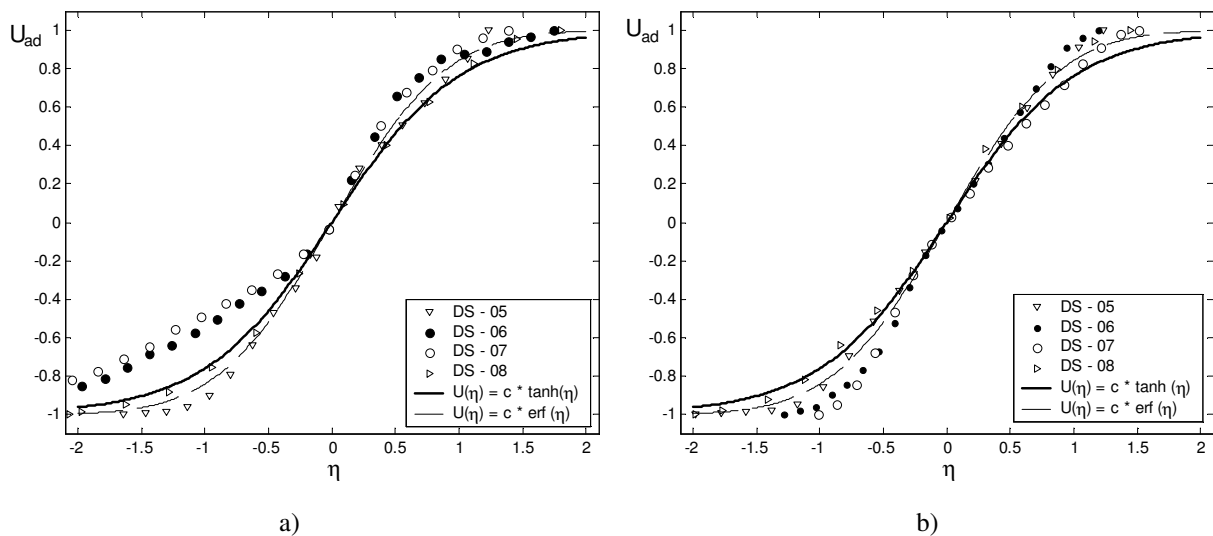 U_ad
1
0.8
0.6
0.4
0.2
0
-0.2
-0.4
-0.6
-0.8
-1
DS - 05
DS - 06
DS - 07
DS - 08
U(η) = c * tanh(η)
U(η) = c * erf (η)
-2 -1.5 -1 -0.5 0 0.5 1 1.5 2
η
a)
U_ad
1
0.8
0.6
0.4
0.2
0
-0.2
-0.4
-0.6
-0.8
-1
DS - 05
DS - 06
DS - 07
DS - 08
U(η) = c * tanh (η)
U(η) = c * erf (η)
-2 -1.5 -1 -0.5 0 0.5 1 1.5 2
η
b)